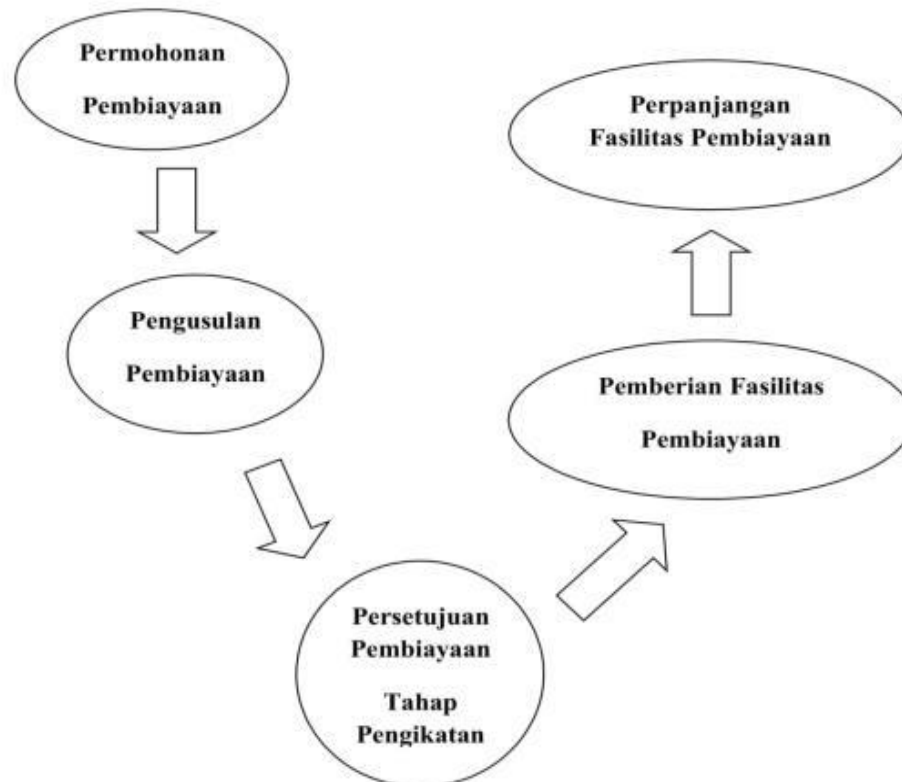 Permohonan
Pembiayaan
Pengusulan
Pembiayaan
Persetujuan
Pembiayaan
Tahap
Pengikatan
Pemberian Fasilitas
Pembiayaan
Perpanjangan
Fasilitas Pembiayaan